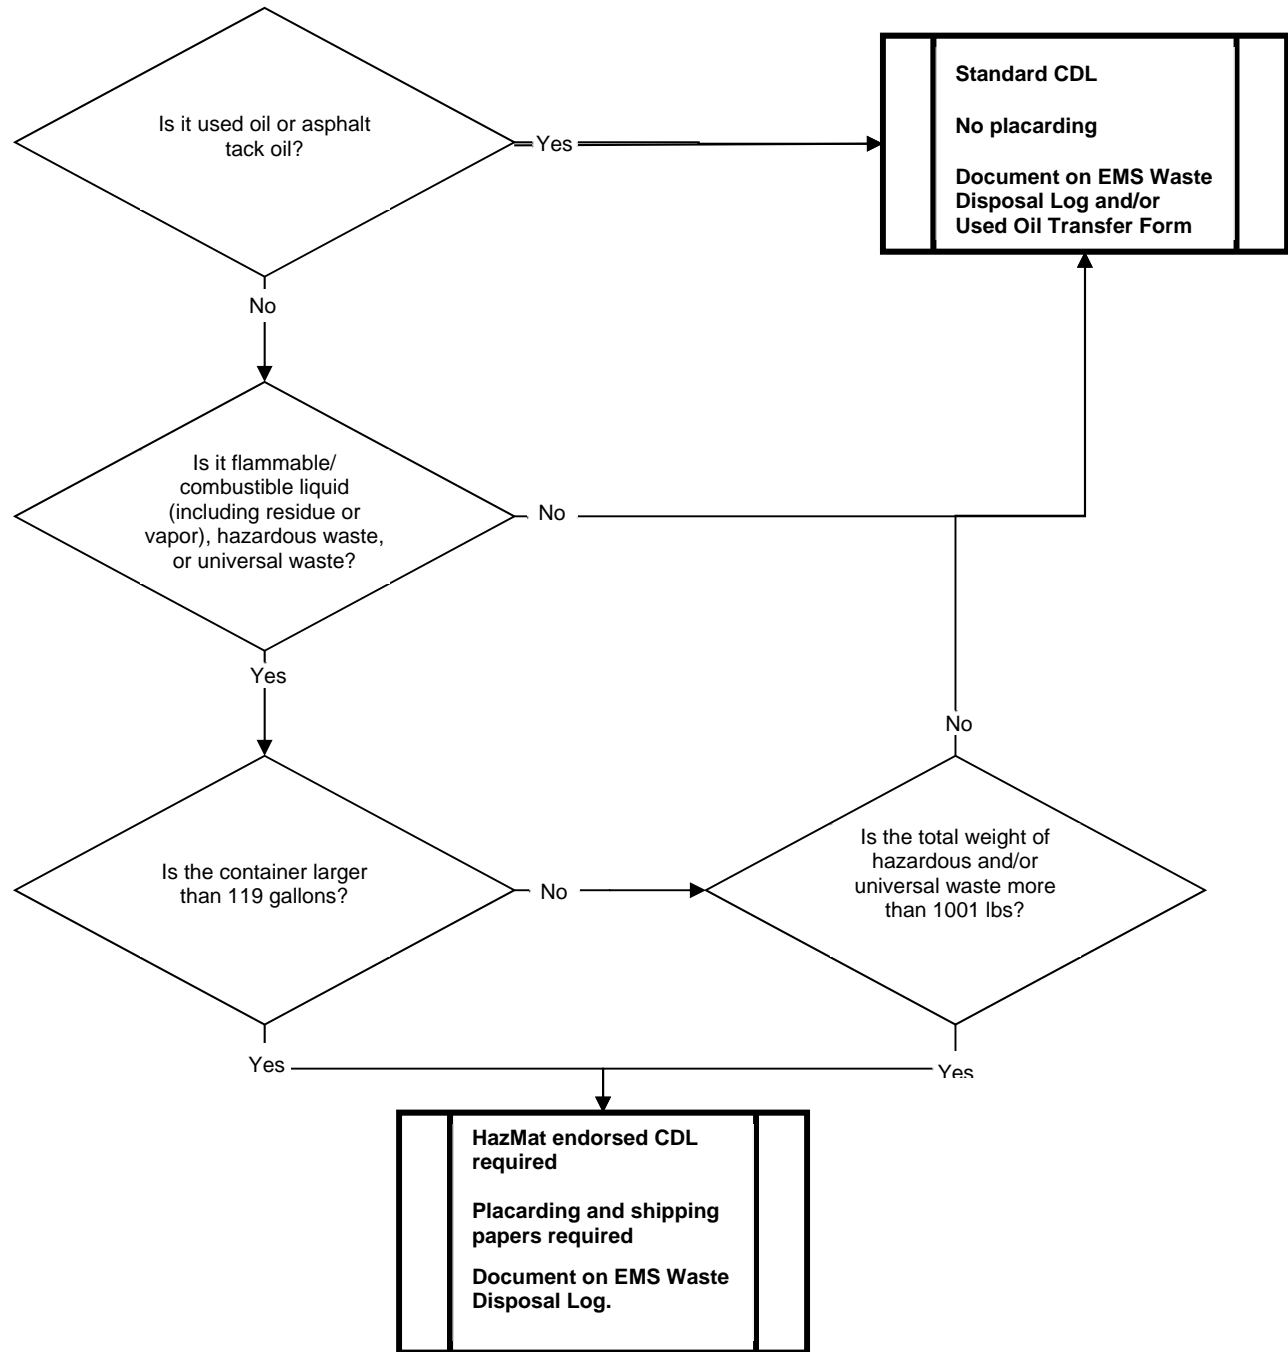 Is it used oil or asphalt
tack oil?
Yes
Standard CDL
No placarding
Document on EMS Waste
Disposal Log and/or
Used Oil Transfer Form
No
Is it flammable/
combustible liquid
(including residue or
vapor), hazardous waste,
or universal waste?
No
Yes
No
Is the container larger
than 119 gallons?
No
Is the total weight of
hazardous and/or
universal waste more
than 1001 lbs?
Yes
Yes
HazMat endorsed CDL
required
Placarding and shipping
papers required
Document on EMS Waste
Disposal Log.